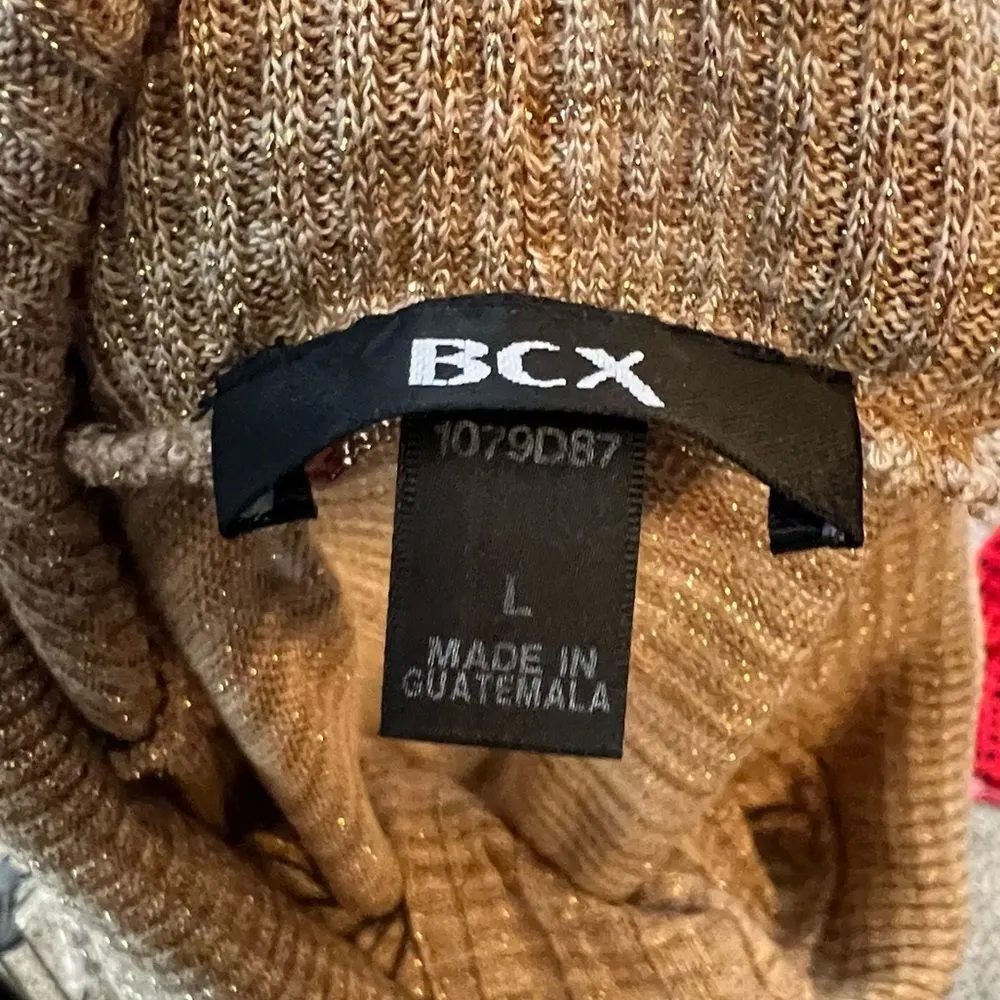 BCX
1079D87
L
MADE IN
GUATEMALA